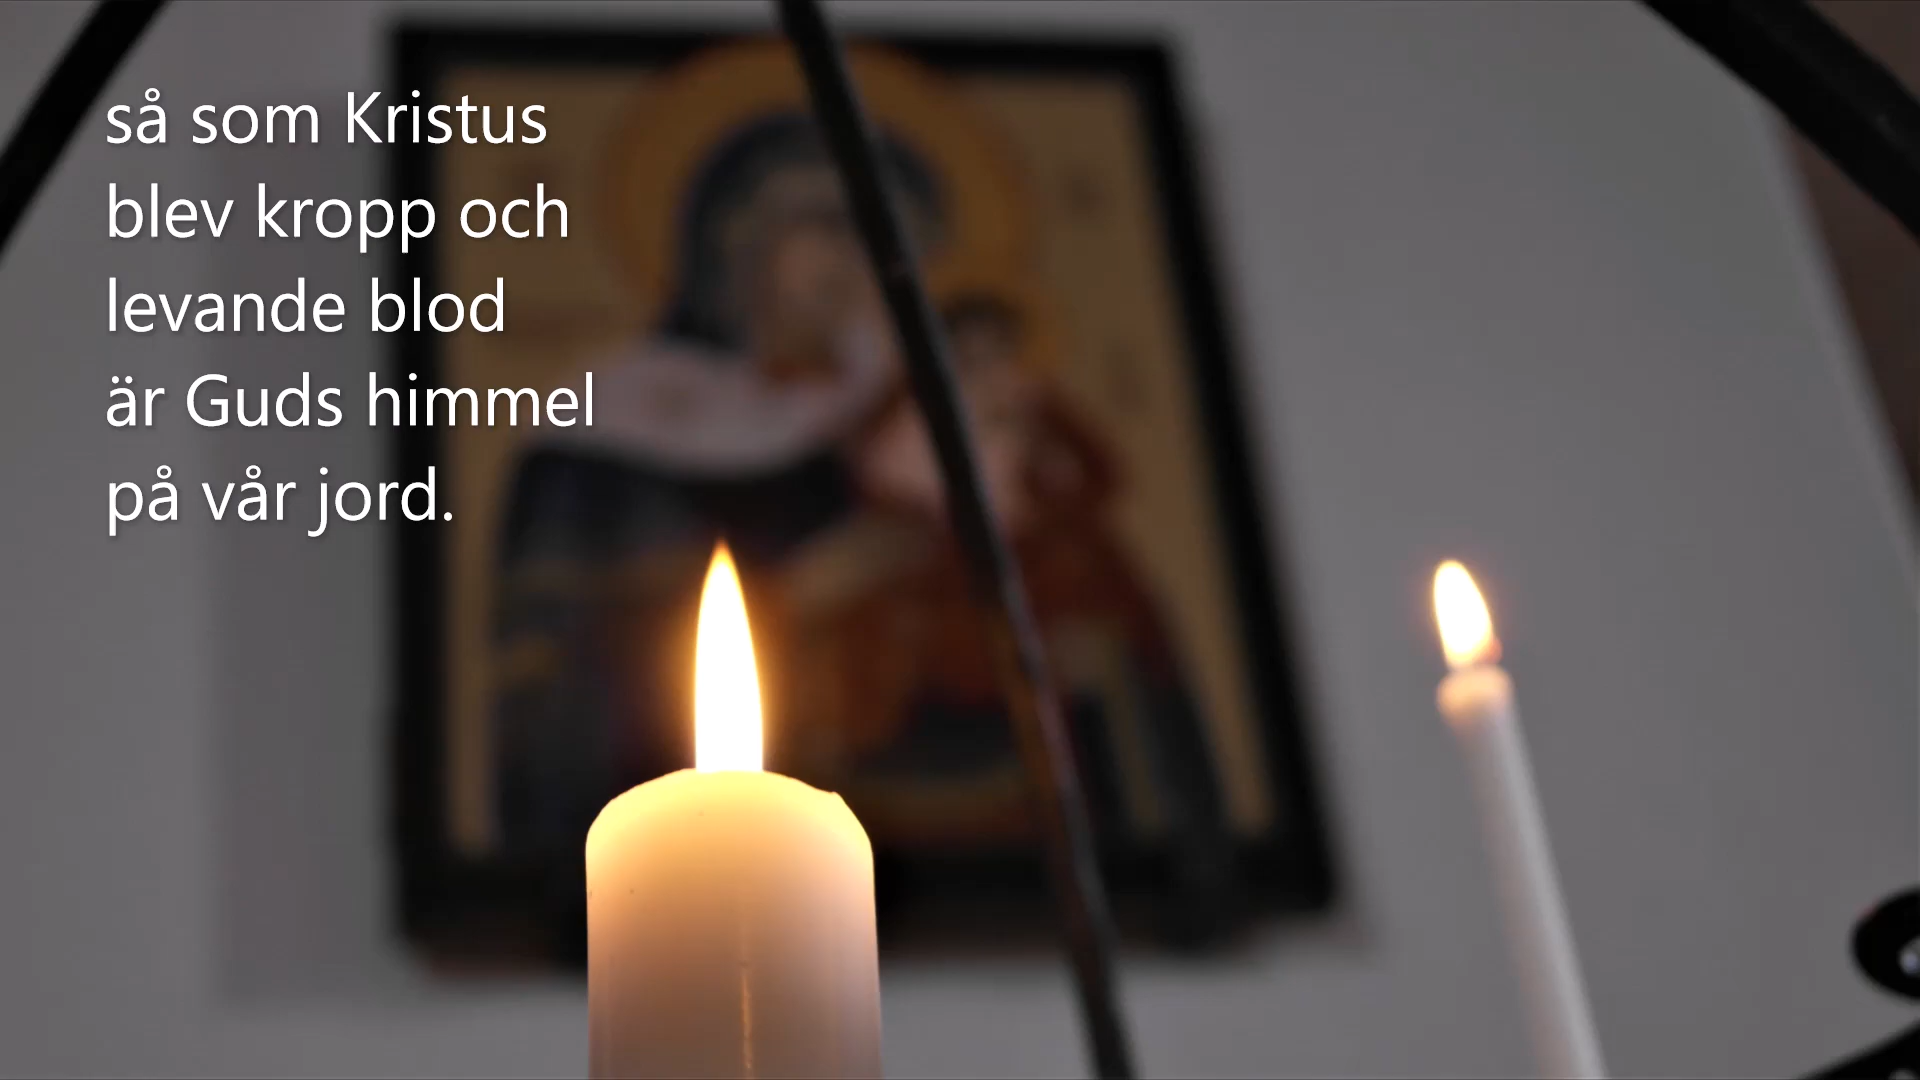 så som Kristus
blev kropp och
levande blod
är Guds himmel
på vår jord.